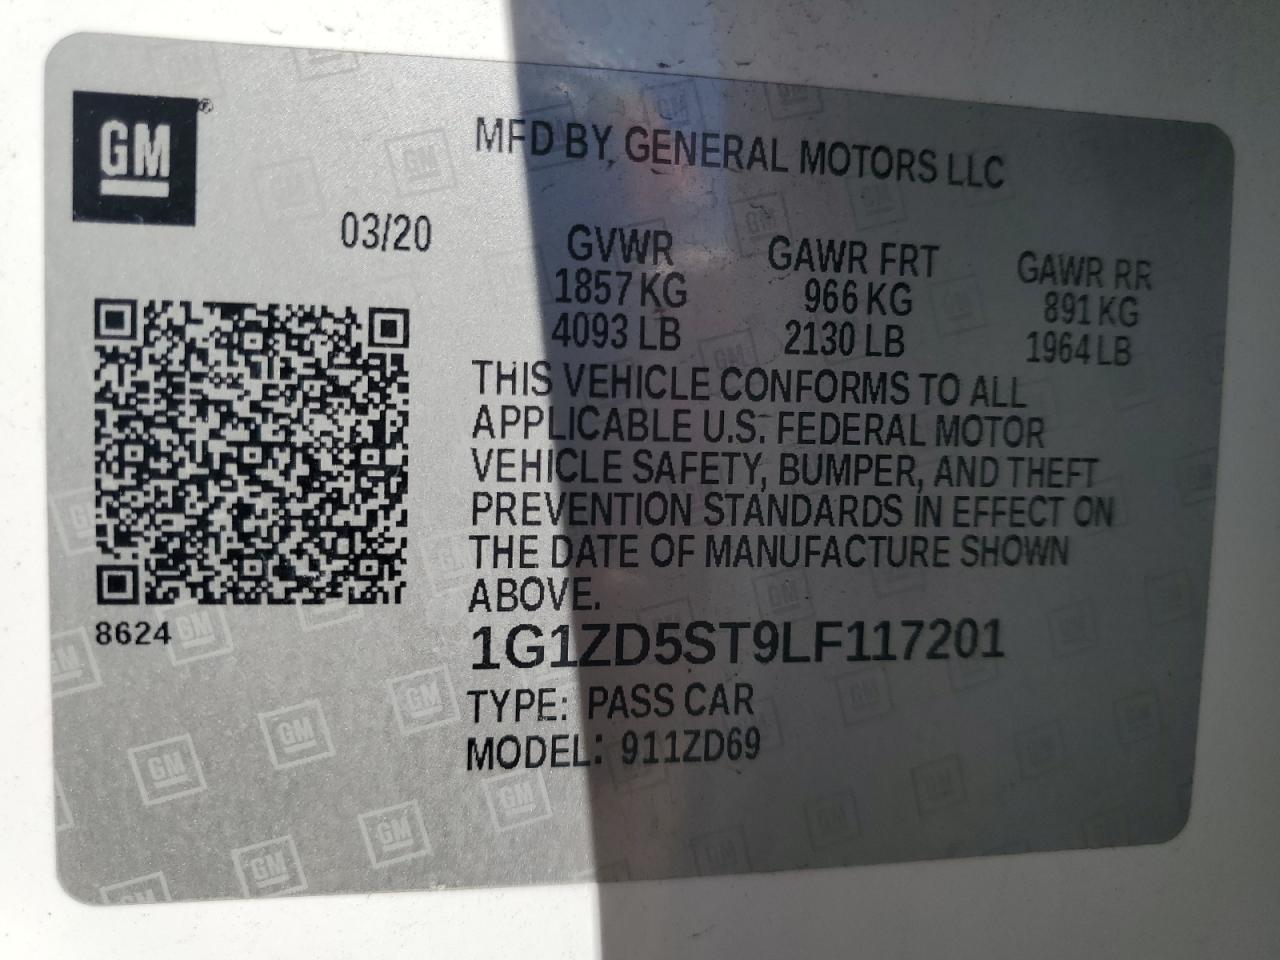 GM®
MFD BY GENERAL MOTORS LLC
03/20
GVWR GAWR FRT GAWR RR
1857 KG 966 KG 891 KG
4093 LB 2130 LB 1964 LB
THIS VEHICLE CONFORMS TO ALL
APPLICABLE U.S. FEDERAL MOTOR
VEHICLE SAFETY, BUMPER, AND THEFT
PREVENTION STANDARDS IN EFFECT ON
THE DATE OF MANUFACTURE SHOWN
ABOVE.
8624
1G1ZD5ST9LF117201
TYPE: PASS CAR
MODEL: 911ZD69